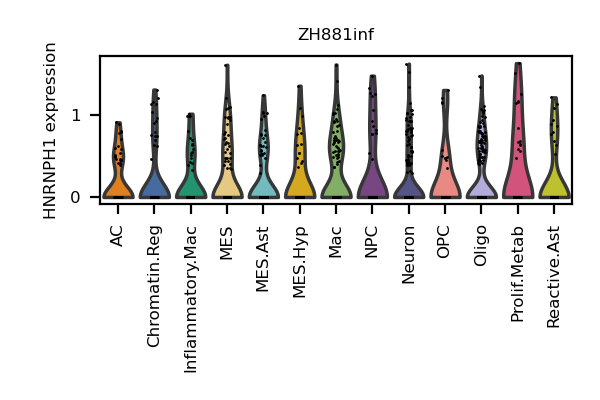 ZH881inf
HNRNPH1 expression
1
0
AC
Chromatin.Reg
Inflammatory.Mac
MES
MES.Ast
MES.Hyp
Mac
NPC
Neuron
OPC
Oligo
Prolif.Metab
Reactive.Ast